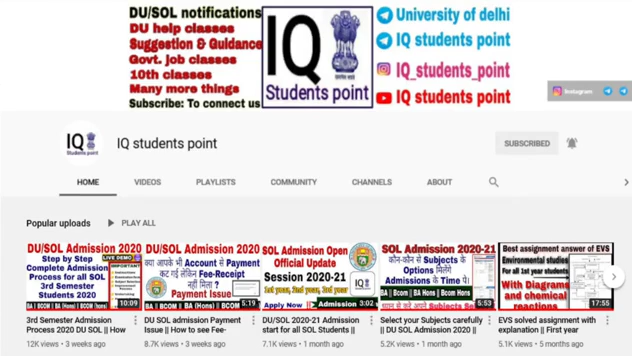 DU/SOL notifications
DU help classes
Suggestion & Guidance
Govt. job classes
10th classes
Many more things
Subscribe: To connect us
IQ
Students point
University of delhi
IQ students point
IQ_students_point
IQ students point
Instagram
IQ
Students point
IQ students point
SUBSCRIBED
HOME
VIDEOS
PLAYLISTS
COMMUNITY
CHANNELS
ABOUT
Popular uploads
PLAY ALL
DU/SOL Admission 2020
Step by Step
LIVE DEMO
Complete Admission
Process for all SOL
3rd Semester
Students 2020
IMPORTANT
BA || BA (Hons) || BCOM
10:09
3rd Semester Admission
Process 2020 DU SOL || How
12K views • 3 weeks ago
DU/SOL Admission 2020
क्या आपके भी Account से Payment
कट गई लेकिन Fee-Receipt
नहीं मिला ?
Payment Issue
BA || Bcom || BA(Hons) || BCOM
5:19
DU SOL admission Payment
Issue || How to see Fee-
8.7K views • 3 weeks ago
SOL Admission Open
Official Update
Session 2020-21
1st year, 2nd year, 3rd year
IQ
Apply Now || Admission
3:02
DU/SOL 2020-21 Admission
start for all SOL Students ||
7.1K views • 1 month ago
SOL Admission 2020-21
कौन-कौन से Subjects के
Options मिलेंगे
Admissions के Time पे।
BA || Bcom || BA Hons || Bcom Hons
ध्यान से करे अपने Subjects Se
5:53
Select your Subjects carefully
|| DU SOL Admission 2020 ||
5.2K views • 1 month ago
Best assignment answer of EVS
Environmental studies
For all 1st year students
With Diagrams
and chemical
reactions
17:55
EVS solved assignment with
explanation || First year
5.1K views • 5 months ago